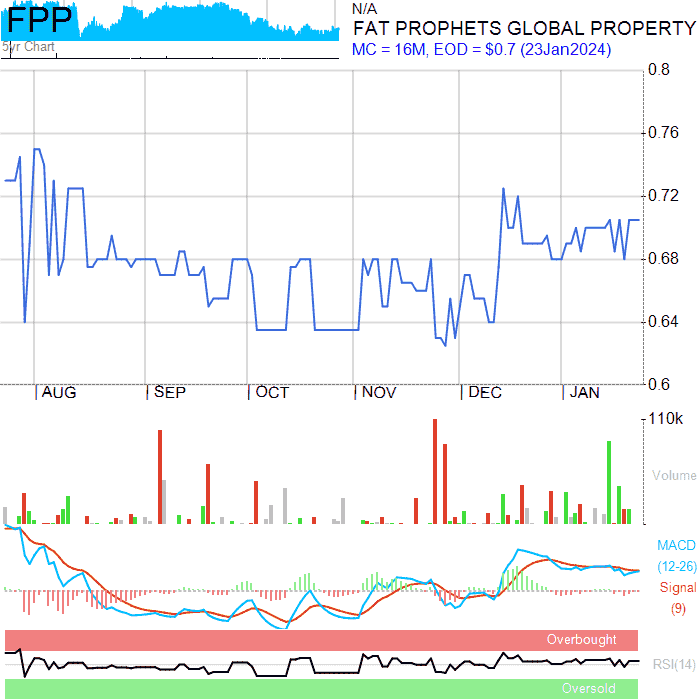 FPP
5yr Chart
N/A
FAT PROPHETS GLOBAL PROPERTY
MC = 16M, EOD = $0.7 (23Jan2024)
0.8
0.76
0.72
0.68
0.64
0.6
AUG SEP OCT NOV DEC JAN
110k
Volume
MACD
(12-26)
Signal
(9)
Overbought
RSI(14)
Oversold